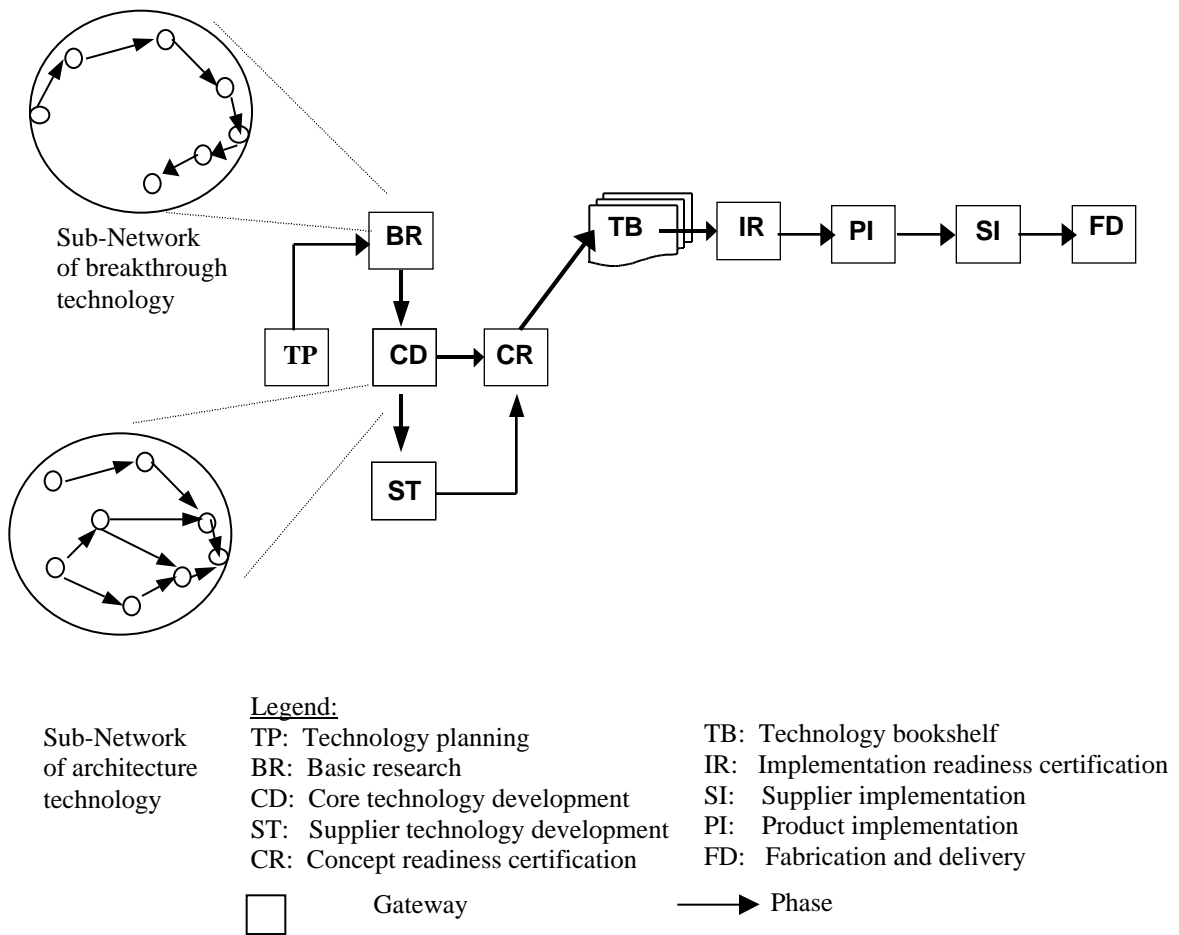 Sub-Network
of breakthrough
technology
BR
TP
CD
CR
ST
TB
IR
PI
SI
FD
Sub-Network
of architecture
technology
Legend:
TP: Technology planning
BR: Basic research
CD: Core technology development
ST: Supplier technology development
CR: Concept readiness certification
TB: Technology bookshelf
IR: Implementation readiness certification
SI: Supplier implementation
PI: Product implementation
FD: Fabrication and delivery
Gateway
Phase